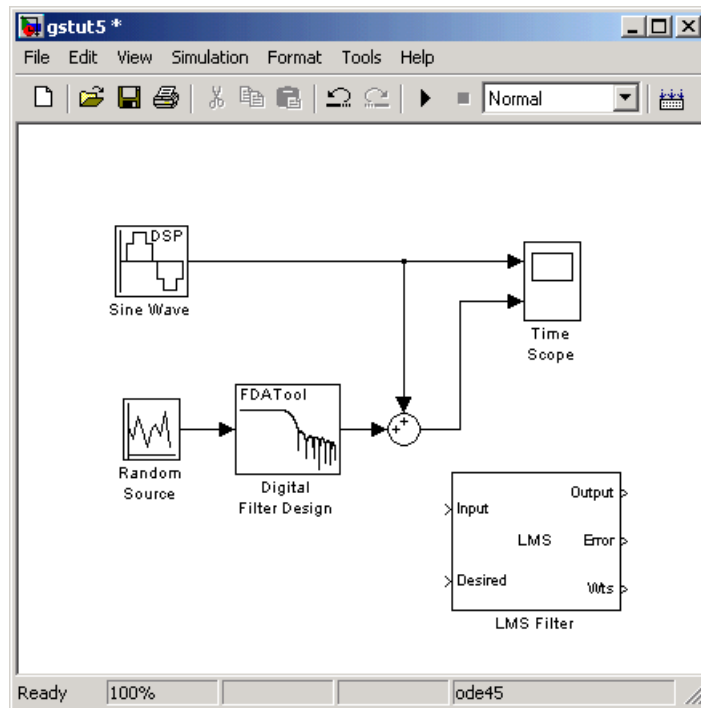 gstut5 *
File Edit View Simulation Format Tools Help
Normal
DSP
Sine Wave
Time
Scope
FDATool
Random
Source
Digital
Filter Design
++
Input
Desired
LMS
Output
Error
Wts
LMS Filter
Ready 100% ode45